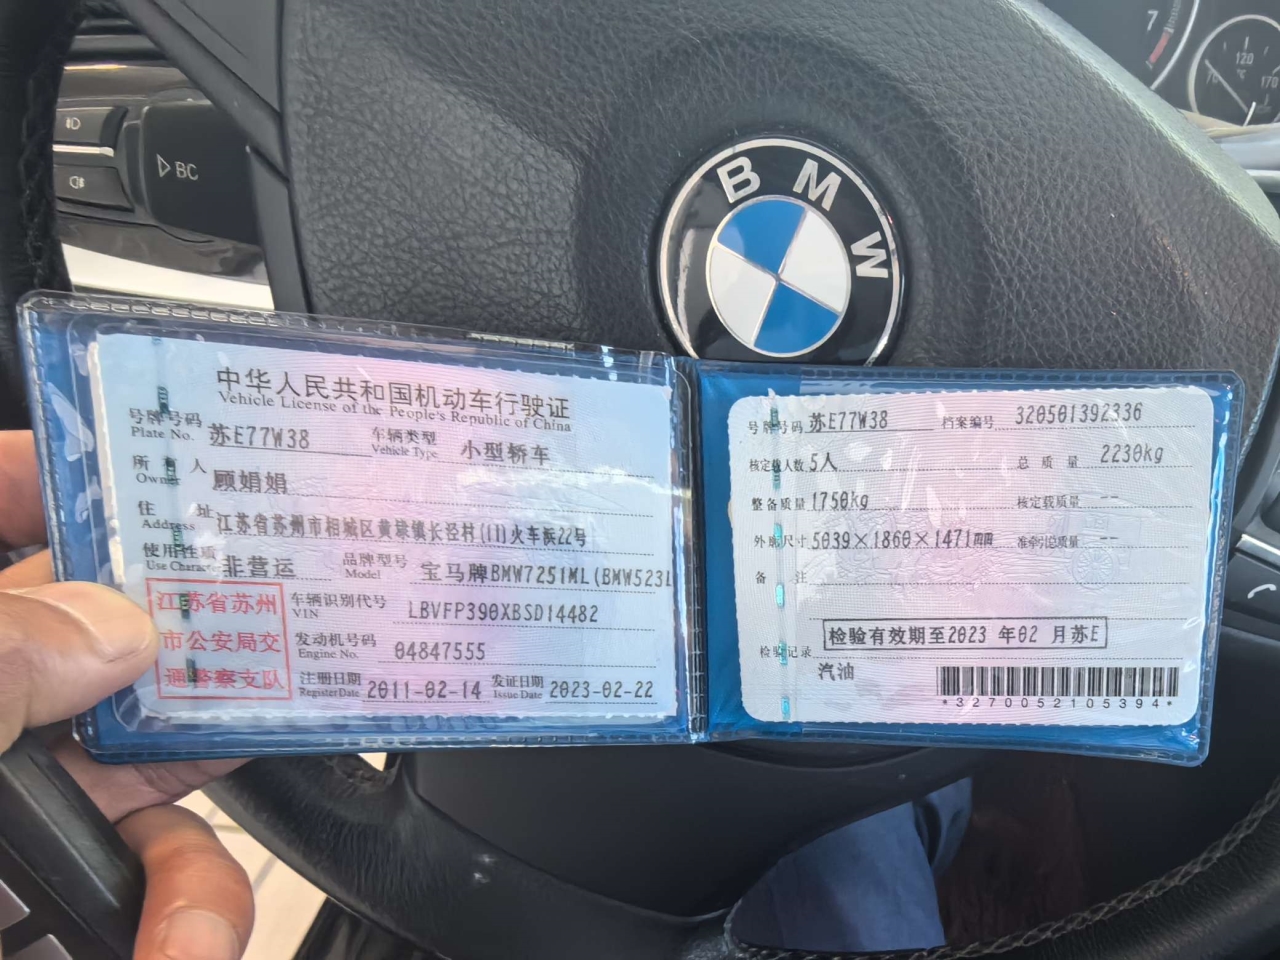 BMW
7
120
°C
170
BC
中华人民共和国机动车行驶证
Vehicle License of the People's Republic of China
号牌号码 苏E77W38 车辆类型 小型轿车
Plate No. Vehicle Type
所有人 顾娟娟
Owner
住址 江苏省苏州市相城区黄埭镇长泾村(11)火车浜22号
Address
使用性质 非营运 品牌型号 宝马牌BMW7251ML(BMW523L
Use Character Model
江苏省苏州
市公安局交
通警察支队
车辆识别代号 LBVFP390XBSD14482
VIN
发动机号码 04847555
Engine No.
注册日期 2011-02-14 发证日期 2023-02-22
Register Date Issue Date
号牌号码 苏E77W38 档案编号 320501392336
核定载人数 5人 总质量 2230kg
整备质量 1750kg 核定载质量 --
外廓尺寸 5039×1860×1471mm 准牵引总质量 --
备注
检验有效期至2023年02月苏E
检验记录
汽油
*3270052105394*